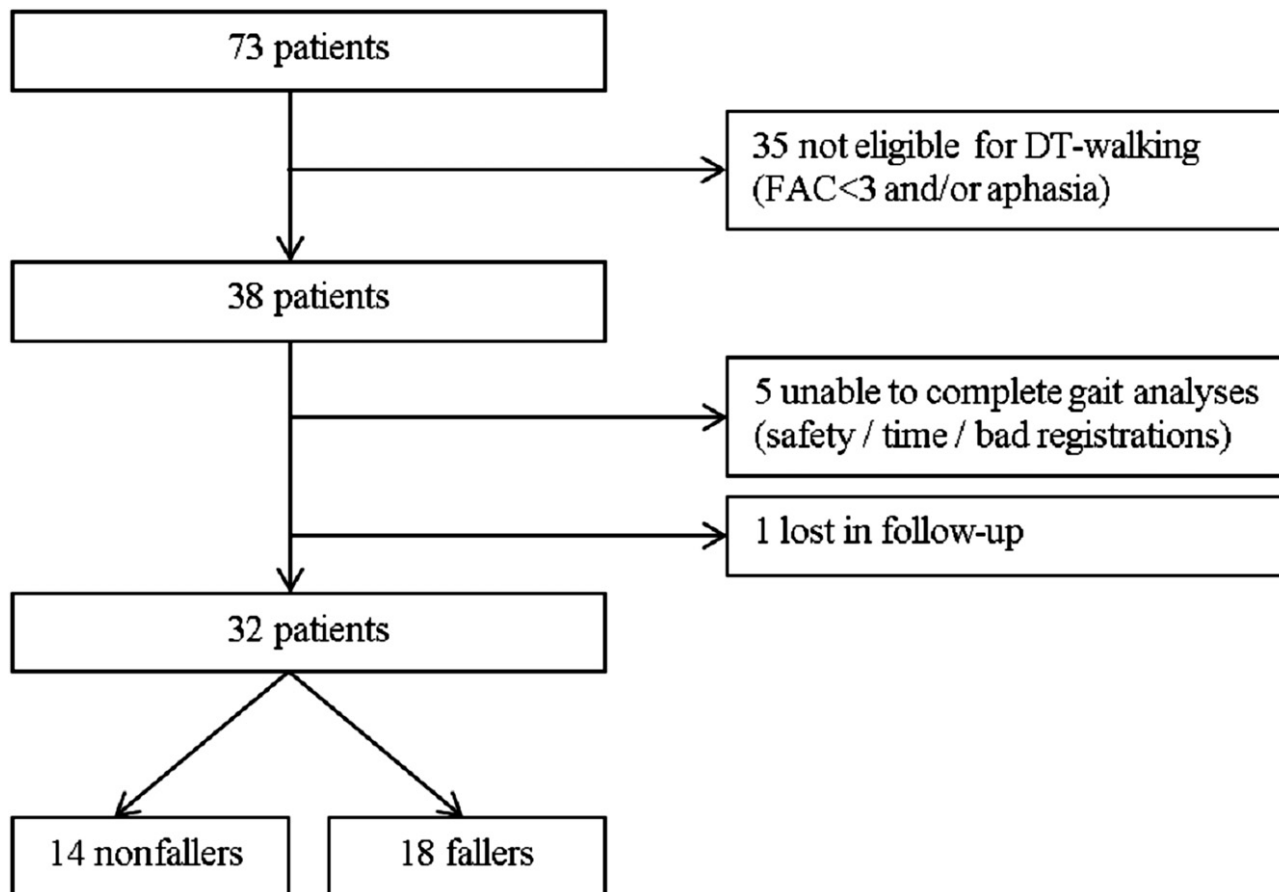 73 patients
35 not eligible for DT-walking
(FAC<3 and/or aphasia)
38 patients
5 unable to complete gait analyses
(safety / time / bad registrations)
1 lost in follow-up
32 patients
14 nonfallers
18 fallers